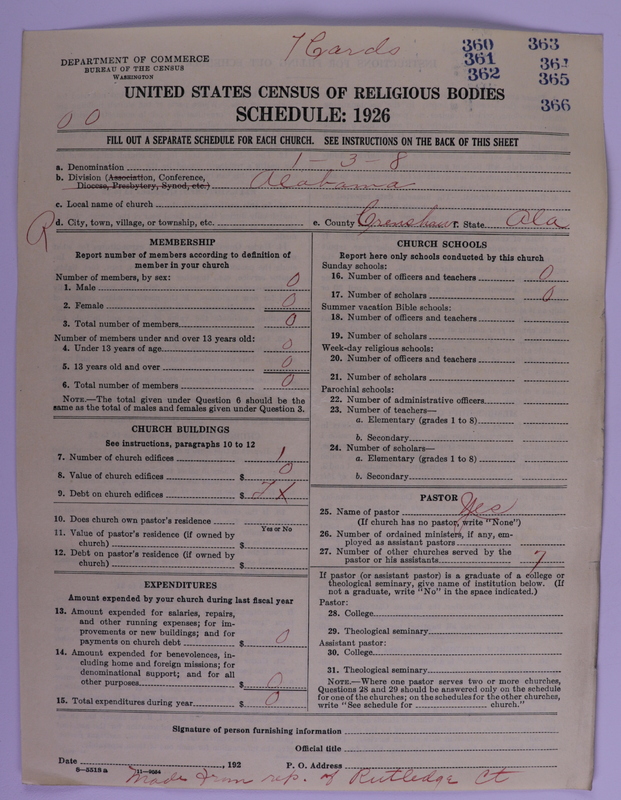 7 Cards
360 363
361 364
362 365
366
DEPARTMENT OF COMMERCE
BUREAU OF THE CENSUS
WASHINGTON
UNITED STATES CENSUS OF RELIGIOUS BODIES
SCHEDULE: 1926
0 0
FILL OUT A SEPARATE SCHEDULE FOR EACH CHURCH. SEE INSTRUCTIONS ON THE BACK OF THIS SHEET
a. Denomination 1-3-8
b. Division (Association, Conference, Diocese, Presbytery, Synod, etc.) Alabama
c. Local name of church
R
d. City, town, village, or township, etc. e. County Crenshaw f. State Ala
MEMBERSHIP
Report number of members according to definition of
member in your church
Number of members, by sex:
1. Male 0
2. Female 0
3. Total number of members 0
Number of members under and over 13 years old:
4. Under 13 years of age 0
5. 13 years old and over 0
6. Total number of members 0
NOTE.—The total given under Question 6 should be the
same as the total of males and females given under Question 3.
CHURCH BUILDINGS
See instructions, paragraphs 10 to 12
7. Number of church edifices 1
8. Value of church edifices $ 0
9. Debt on church edifices $ 7 X
10. Does church own pastor's residence
Yes or No
11. Value of pastor's residence (if owned by
church) $
12. Debt on pastor's residence (if owned by
church) $
EXPENDITURES
Amount expended by your church during last fiscal year
13. Amount expended for salaries, repairs,
and other running expenses; for im-
provements or new buildings; and for
payments on church debt $ 0
14. Amount expended for benevolences, in-
cluding home and foreign missions; for
denominational support; and for all
other purposes $ 0
15. Total expenditures during year $ 0
CHURCH SCHOOLS
Report here only schools conducted by this church
Sunday schools:
16. Number of officers and teachers 0
17. Number of scholars 0
Summer vacation Bible schools:
18. Number of officers and teachers
19. Number of scholars
Week-day religious schools:
20. Number of officers and teachers
21. Number of scholars
Parochial schools:
22. Number of administrative officers
23. Number of teachers—
a. Elementary (grades 1 to 8)
b. Secondary
24. Number of scholars—
a. Elementary (grades 1 to 8)
b. Secondary
PASTOR
25. Name of pastor Yes
(If church has no pastor, write "None")
26. Number of ordained ministers, if any, em-
ployed as assistant pastors
27. Number of other churches served by the
pastor or his assistants 7
If pastor (or assistant pastor) is a graduate of a college or
theological seminary, give name of institution below. (If
not a graduate, write "No" in the space indicated.)
Pastor:
28. College
29. Theological seminary
Assistant pastor:
30. College
31. Theological seminary
NOTE.—Where one pastor serves two or more churches,
Questions 28 and 29 should be answered only on the schedule
for one of the churches; on the schedules for the other churches,
write "See schedule for church."
Signature of person furnishing information
Official title
Date , 192 P. O. Address
8—5518 a 11—9064
Made from rep. of Rutledge Ct